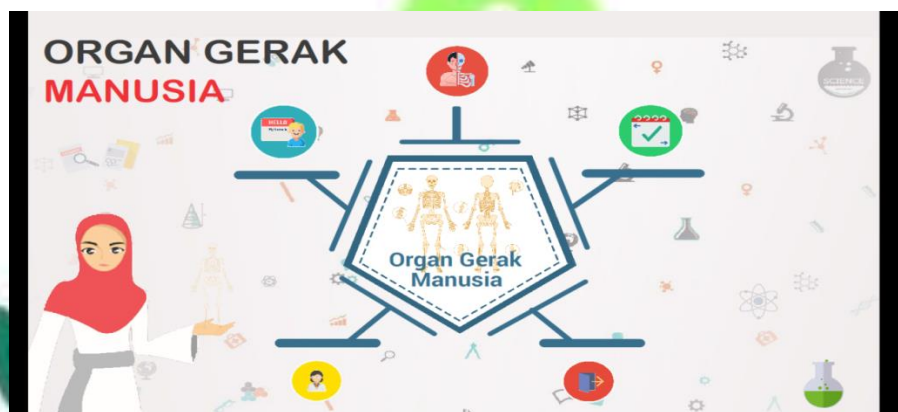 ORGAN GERAK
MANUSIA
SCIENCE
HELLO
Organ Gerak
Manusia